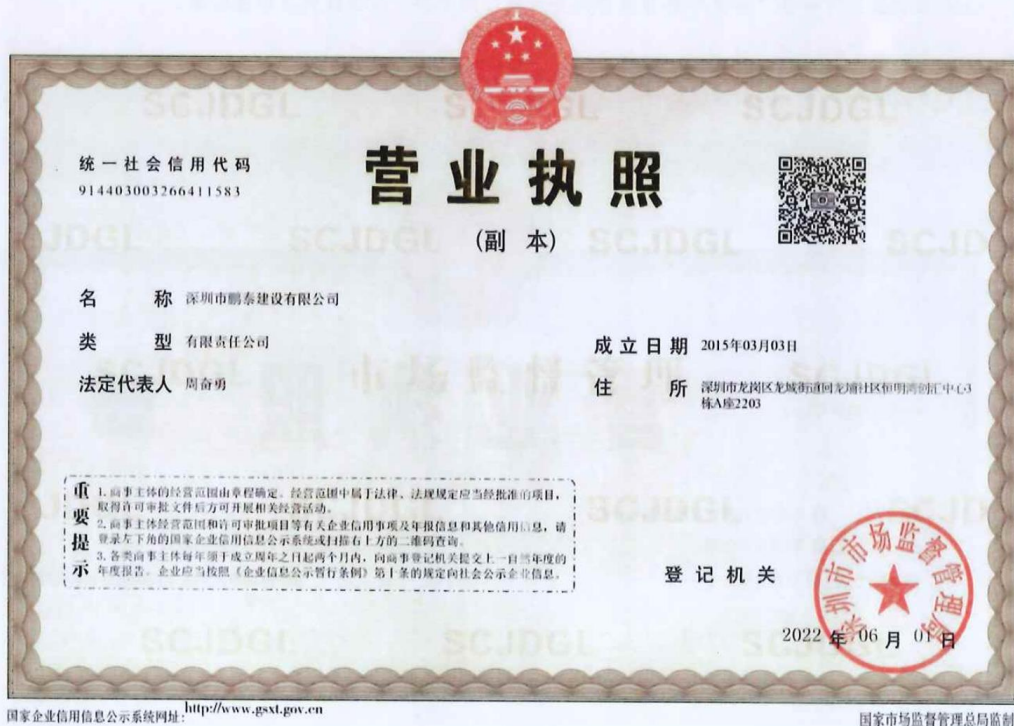 统一社会信用代码
914403003266411583
营业执照
(副 本)
名 称 深圳市鹏泰建设有限公司
类 型 有限责任公司
法定代表人 周奋勇
成立日期 2015年03月03日
住 所 深圳市龙岗区龙城街道回龙埔社区恒明湾创汇中心3
栋A座2203
重要提示
1. 商事主体的经营范围由章程确定。经营范围中属于法律、法规规定应当经批准的项目,
取得许可审批文件后方可开展相关经营活动。
2. 商事主体经营范围和许可审批项目等有关企业信用事项及年报信息和其他信用信息,请
登录左下角的国家企业信用信息公示系统或扫描右上方的二维码查询。
3. 各类商事主体每年须于成立周年之日起两个月内,向商事登记机关提交上一自然年度的
年度报告。企业应当按照《企业信息公示暂行条例》第十条的规定向社会公示企业信息。
登记机关
深圳市市场监督管理局
2022 年 06 月 01 日
国家企业信用信息公示系统网址: http://www.gsxt.gov.cn
国家市场监督管理总局监制
SCJDGL